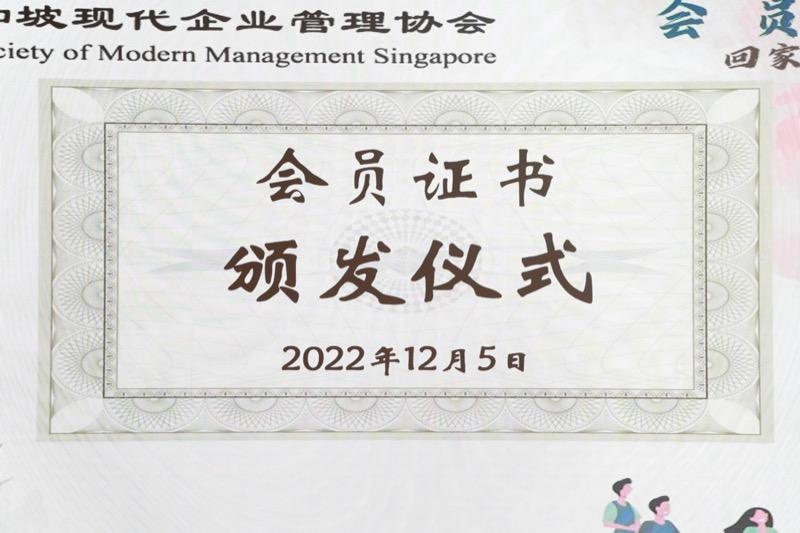 坡现代企业管理协会
ciety of Modern Management Singapore
会员
回家
会员证书
颁发仪式
2022年12月5日